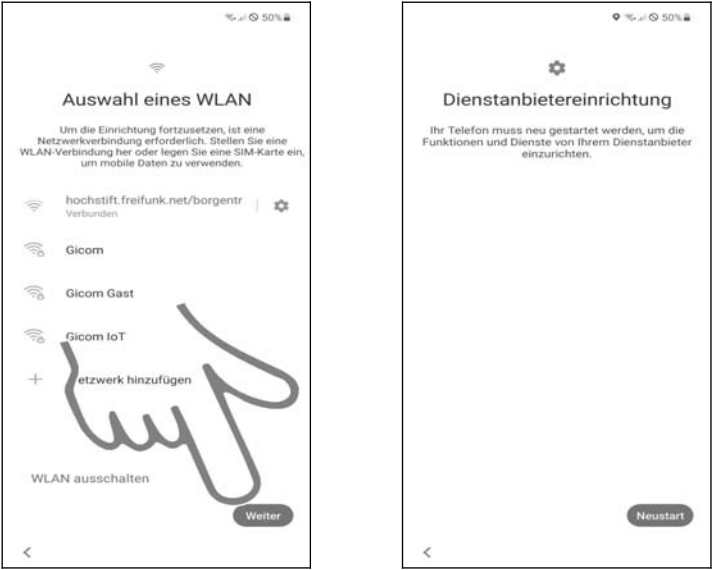 50%
Auswahl eines WLAN
Um die Einrichtung fortzusetzen, ist eine
Netzwerkverbindung erforderlich. Stellen Sie eine
WLAN-Verbindung her oder legen Sie eine SIM-Karte ein,
um mobile Daten zu verwenden.
hochstift.freifunk.net/borgentr
Verbunden
Gicom
Gicom Gast
Gicom IoT
etzwerk hinzufügen
WLAN ausschalten
Weiter
50%
Dienstanbietereinrichtung
Ihr Telefon muss neu gestartet werden, um die
Funktionen und Dienste von Ihrem Dienstanbieter
einzurichten.
Neustart